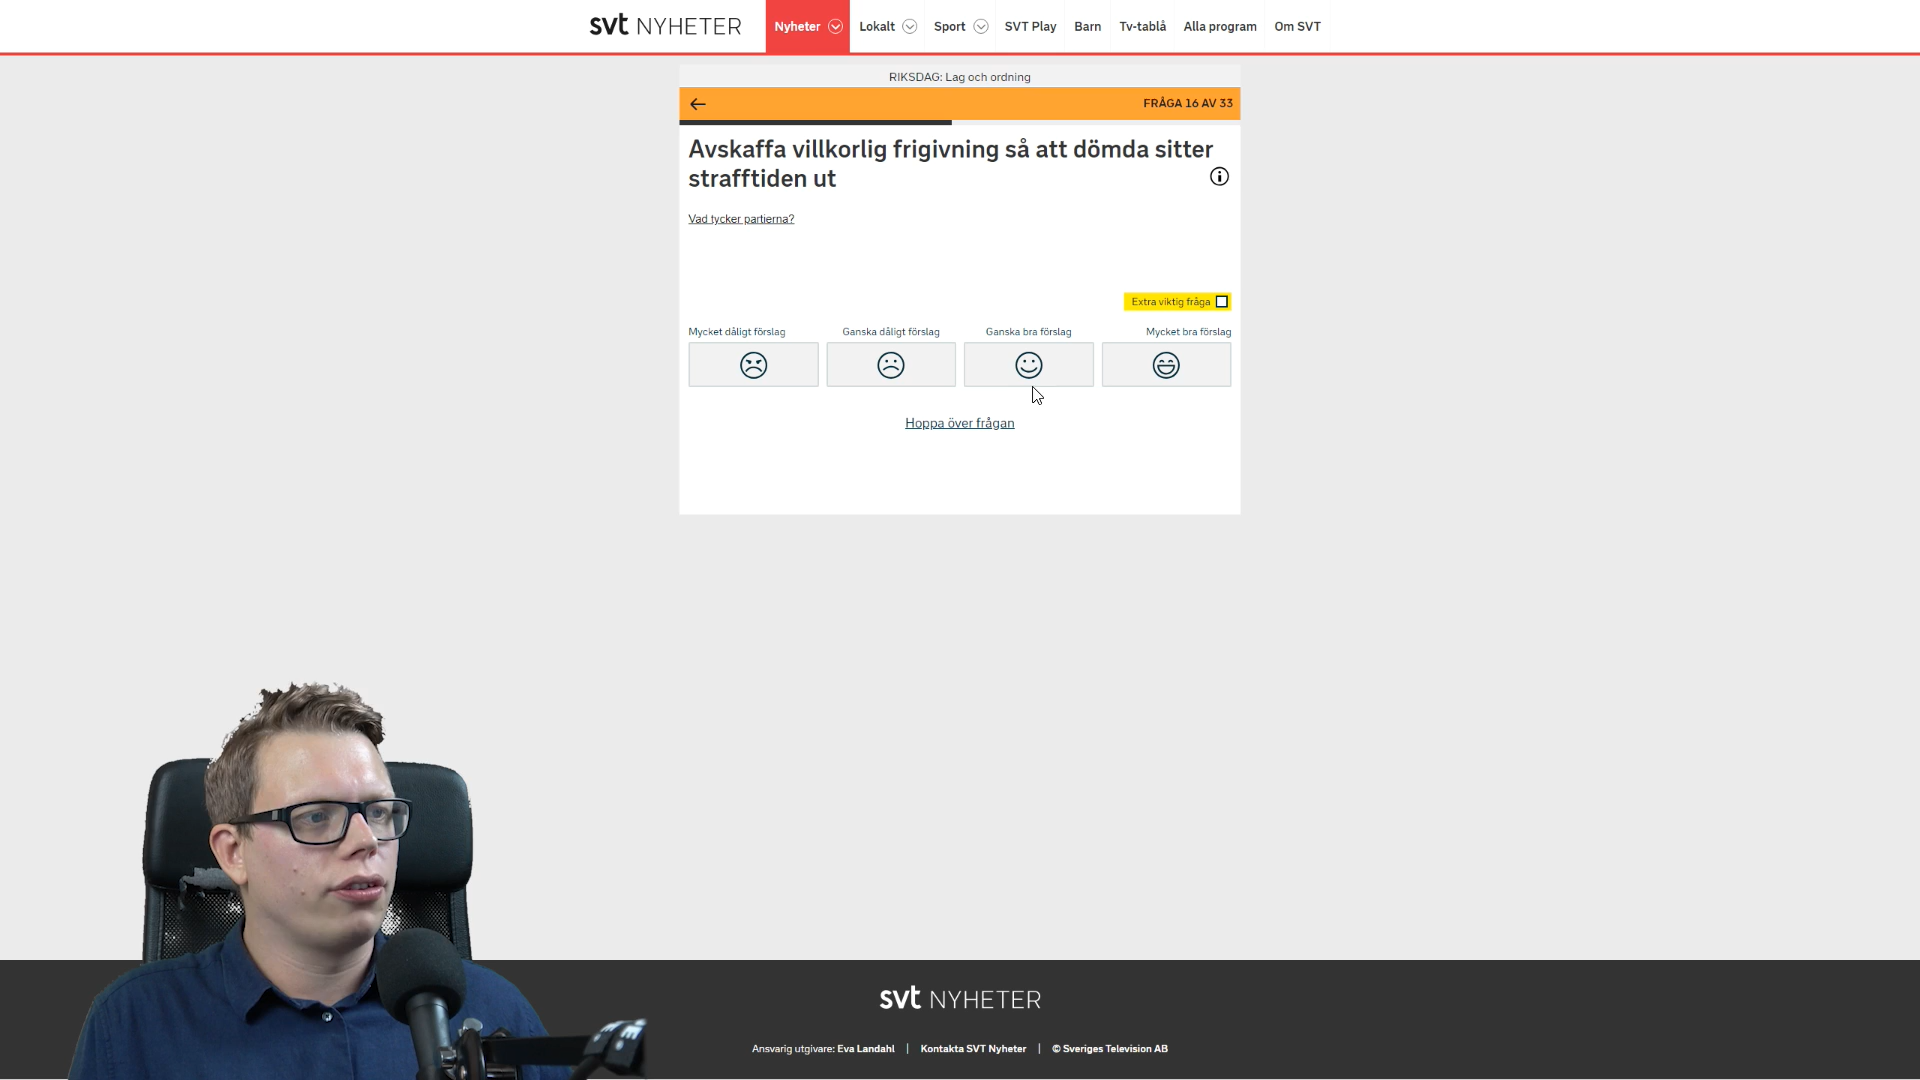 svt NYHETER
Nyheter Lokalt Sport SVT Play Barn Tv-tablå Alla program Om SVT
RIKSDAG: Lag och ordning
FRÅGA 16 AV 33
Avskaffa villkorlig frigivning så att dömda sitter
strafftiden ut
Vad tycker partierna?
Extra viktig fråga
Mycket dåligt förslag Ganska dåligt förslag Ganska bra förslag Mycket bra förslag
Hoppa över frågan
svt NYHETER
Ansvarig utgivare: Eva Landahl | Kontakta SVT Nyheter | © Sveriges Television AB